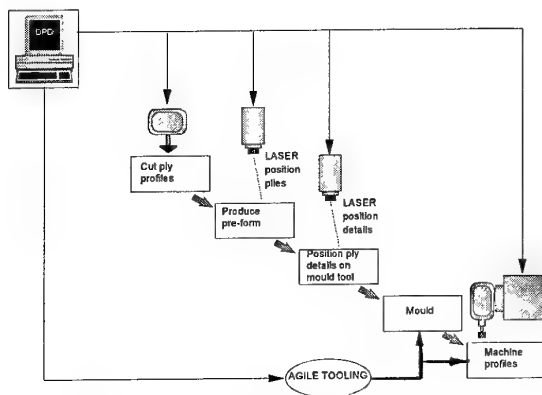 DPD
Cut ply
profiles
LASER
position
plies
Produce
pre-form
LASER
position
details
Position ply
details on
mould tool
Mould
Machine
profiles
AGILE TOOLING